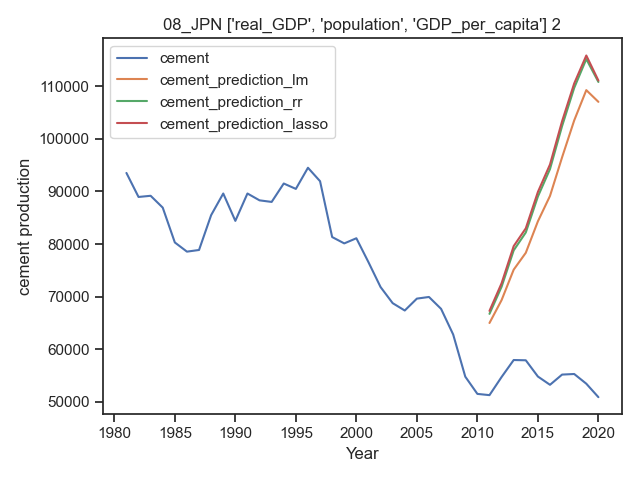 08_JPN ['real_GDP', 'population', 'GDP_per_capita'] 2
cement
cement_prediction_lm
cement_prediction_rr
cement_prediction_lasso
110000
100000
90000
80000
70000
60000
50000
cement production
1980 1985 1990 1995 2000 2005 2010 2015 2020
Year